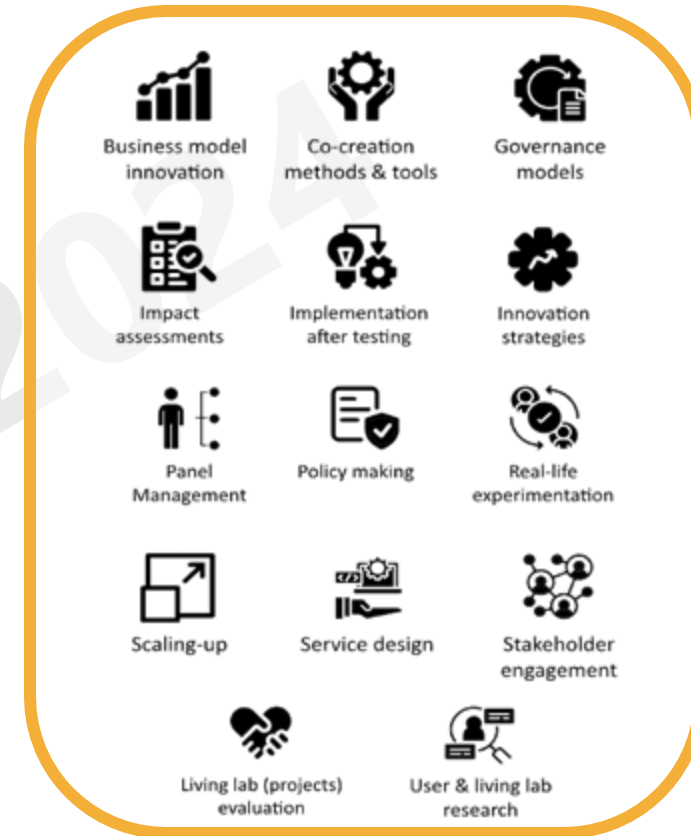 Business model
innovation
Co-creation
methods & tools
Governance
models
Impact
assessments
Implementation
after testing
Innovation
strategies
Panel
Management
Policy making
Real-life
experimentation
Scaling-up
Service design
Stakeholder
engagement
Living lab (projects)
evaluation
User & living lab
research
2024